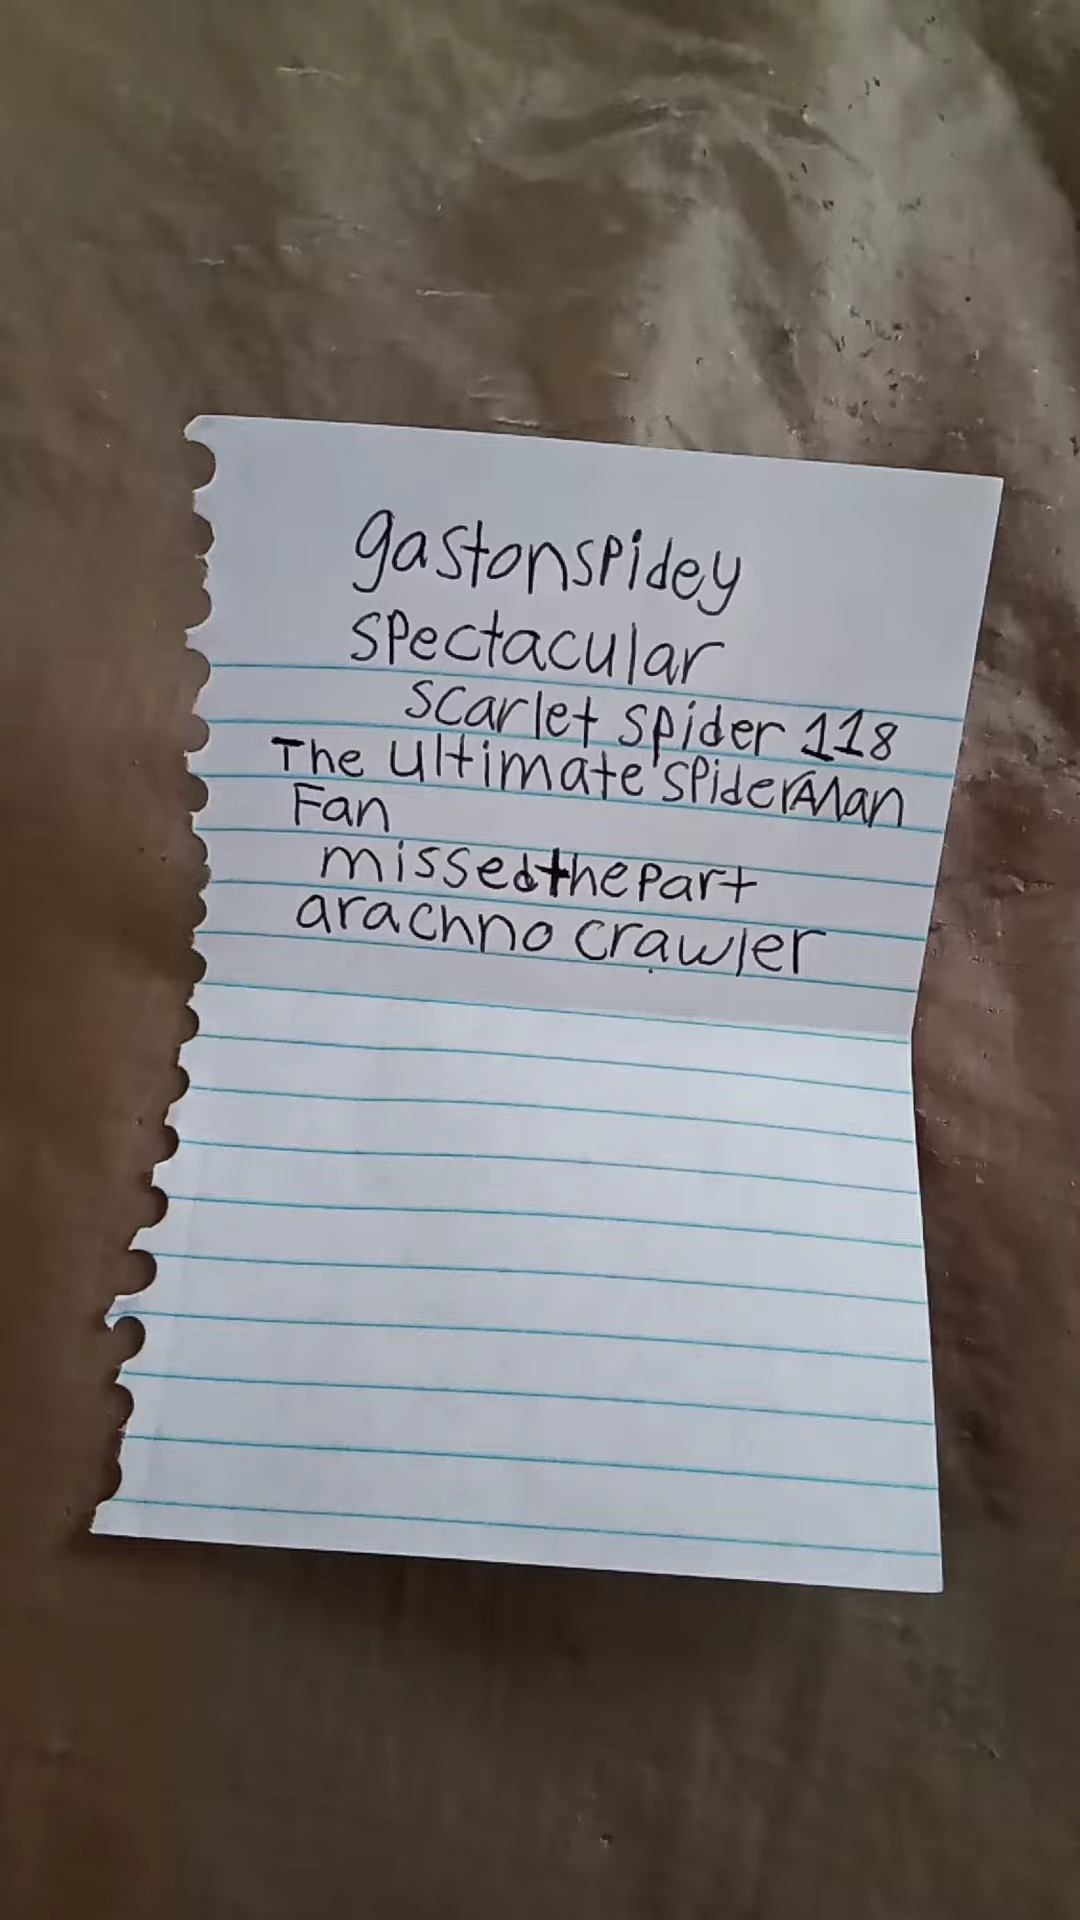 gastonspidey
spectacular
scarlet spider 118
The ultimate spiderman
Fan
missedthepart
arachno crawler